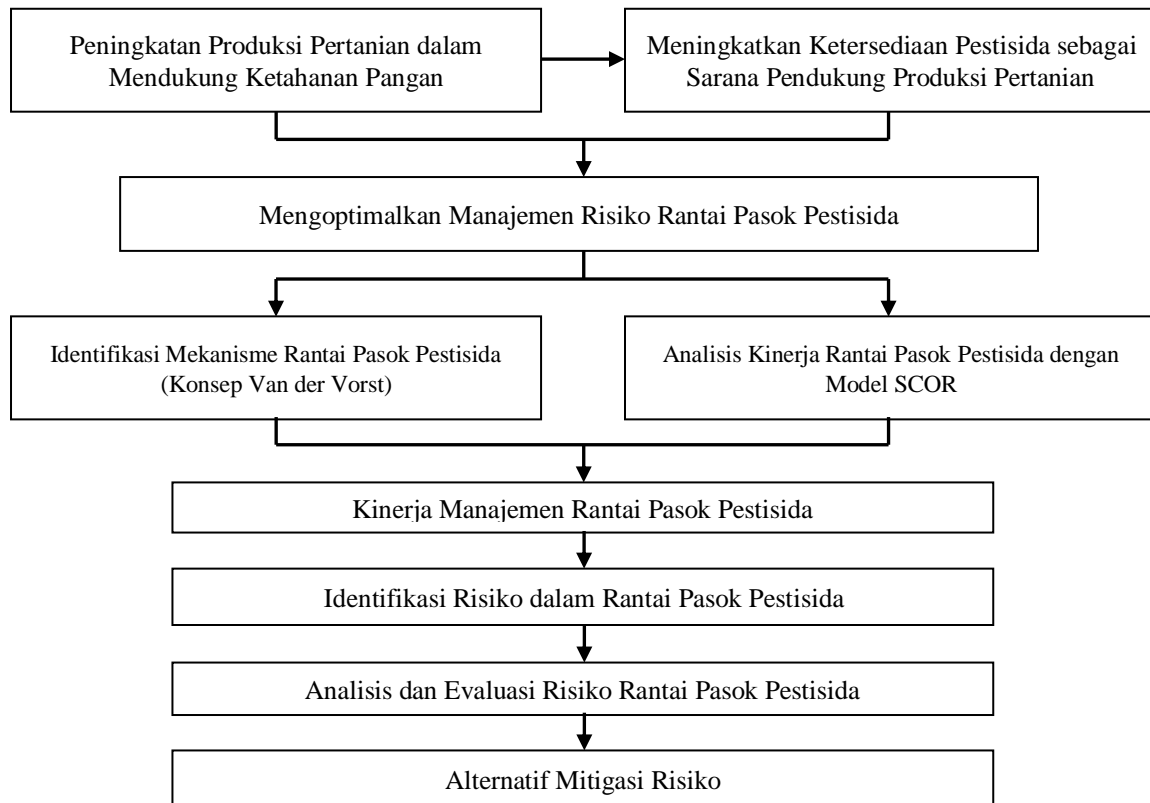 Peningkatan Produksi Pertanian dalam
Mendukung Ketahanan Pangan
Meningkatkan Ketersediaan Pestisida sebagai
Sarana Pendukung Produksi Pertanian
Mengoptimalkan Manajemen Risiko Rantai Pasok Pestisida
Identifikasi Mekanisme Rantai Pasok Pestisida
(Konsep Van der Vorst)
Analisis Kinerja Rantai Pasok Pestisida dengan
Model SCOR
Kinerja Manajemen Rantai Pasok Pestisida
Identifikasi Risiko dalam Rantai Pasok Pestisida
Analisis dan Evaluasi Risiko Rantai Pasok Pestisida
Alternatif Mitigasi Risiko